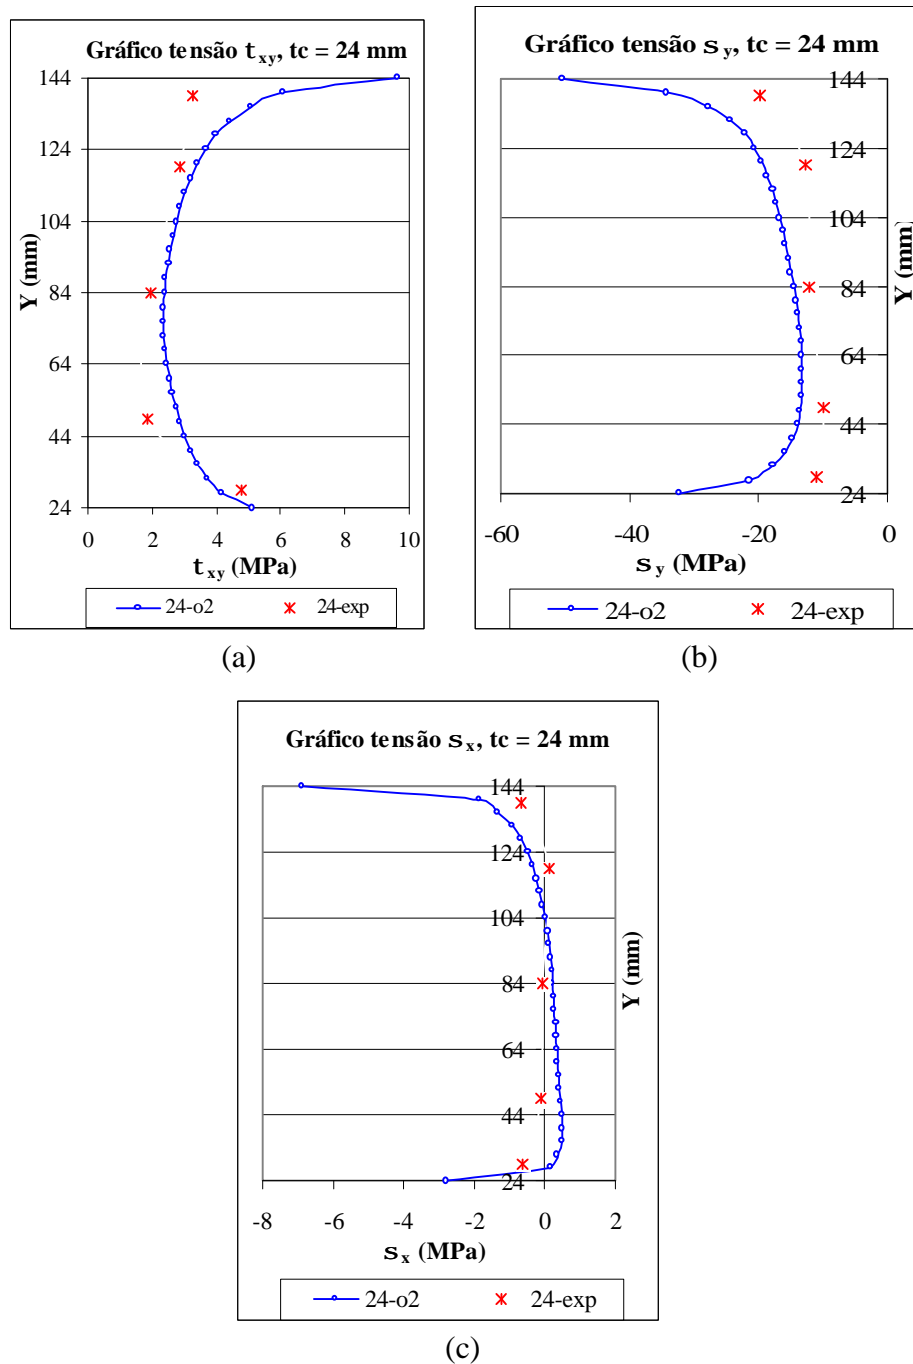 Gráfico tensão txy, tc = 24 mm
144
124
104
84
64
44
24
Y (mm)
0 2 4 6 8 10
txy (MPa)
24-o2 24-exp
(a)
Gráfico tensão sy, tc = 24 mm
144
124
104
84
64
44
24
Y (mm)
-60 -40 -20 0
sy (MPa)
24-o2 24-exp
(b)
Gráfico tensão sx, tc = 24 mm
144
124
104
84
64
44
24
Y (mm)
-8 -6 -4 -2 0 2
sx (MPa)
24-o2 24-exp
(c)